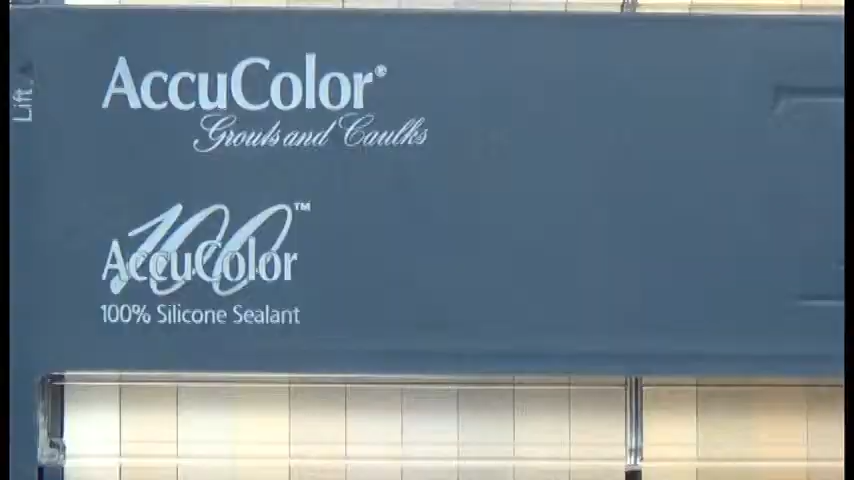 Lift
AccuColor®
Grouts and Caulks
100™
AccuColor
100% Silicone Sealant